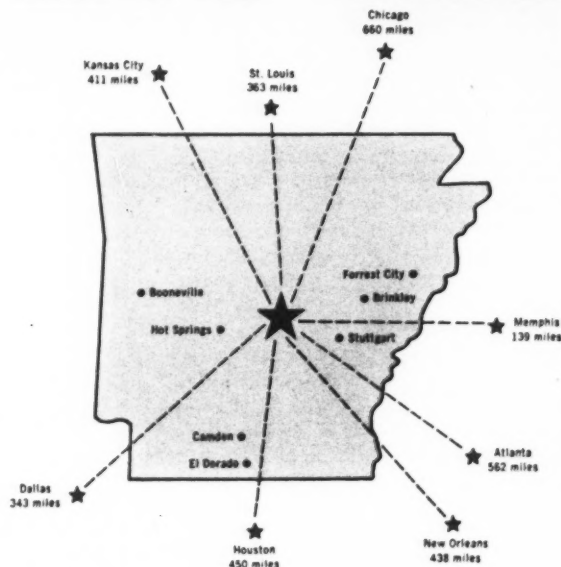 Chicago
660 miles
Kansas City
411 miles
St. Louis
363 miles
Forrest City
Booneville
Brinkley
Hot Springs
Stuttgart
Memphis
139 miles
Camden
El Dorado
Atlanta
562 miles
Dallas
343 miles
Houston
450 miles
New Orleans
438 miles